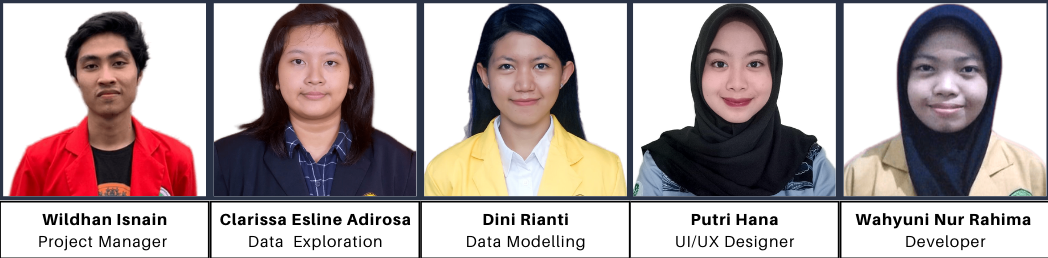 Wildhan Isnain
Project Manager
Clarissa Esline Adirosa
Data  Exploration
Dini Rianti
Data Modelling
Putri Hana
UI/UX Designer
Wahyuni Nur Rahima
Developer